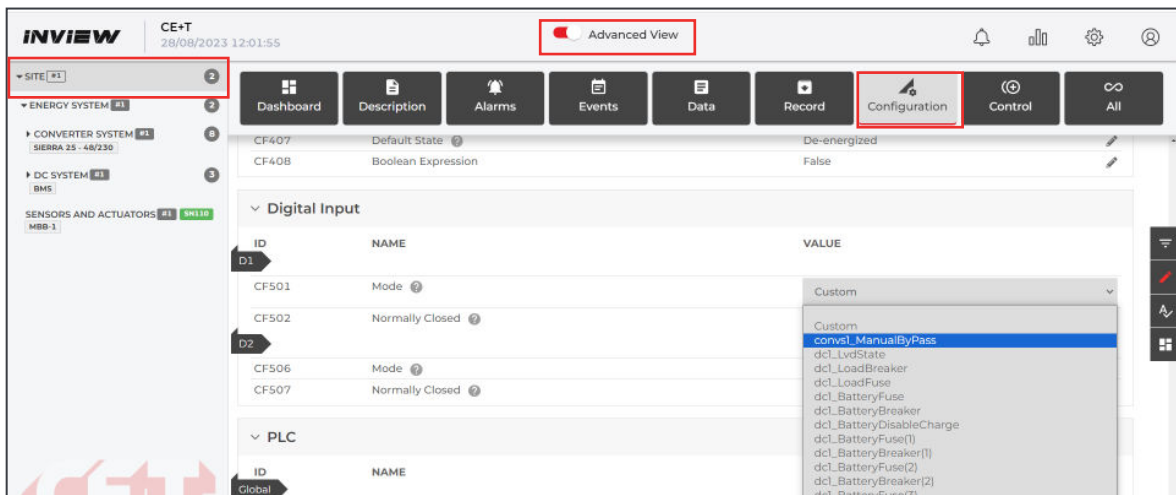 iNViEW
CE+T
28/08/2023 12:01:55
Advanced View
SITE #1 2
ENERGY SYSTEM #1 2
CONVERTER SYSTEM #1 8
SIERRA 25 - 48/230
DC SYSTEM #1 3
BMS
SENSORS AND ACTUATORS #1 SN110
MBB-1
Dashboard Description Alarms Events Data Record Configuration Control All
CF407 Default State De-energized
CF408 Boolean Expression False
Digital Input
ID NAME VALUE
D1
CF501 Mode Custom
CF502 Normally Closed
Custom
convs1_ManualByPass
D2
dc1_LvdState
CF506 Mode
dc1_LoadBreaker
dc1_LoadFuse
CF507 Normally Closed
dc1_BatteryFuse
dc1_BatteryBreaker
dc1_BatteryDisableCharge
PLC
dc1_BatteryFuse(1)
dc1_BatteryBreaker(1)
ID NAME
dc1_BatteryFuse(2)
dc1_BatteryBreaker(2)
Global
dc1_BatteryFuse(3)